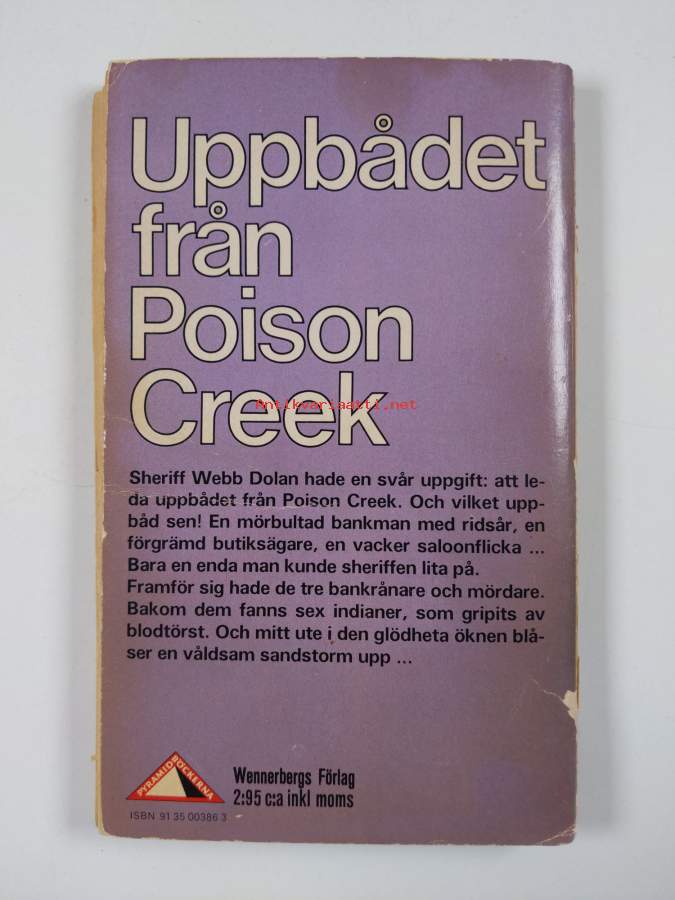 Uppbådet
från
Poison
Creek
Antikvariaatti.net
Sheriff Webb Dolan hade en svår uppgift: att le-
da uppbådet från Poison Creek. Och vilket upp-
båd sen! En mörbultad bankman med ridsår, en
förgrämd butiksägare, en vacker saloonflicka ...
Bara en enda man kunde sheriffen lita på.
Framför sig hade de tre bankrånare och mördare.
Bakom dem fanns sex indianer, som gripits av
blodtörst. Och mitt ute i den glödheta öknen blå-
ser en våldsam sandstorm upp ...
PYRAMIDBÖCKERNA
Wennerbergs Förlag
2:95 c:a inkl moms
ISBN 91 35 00386 3